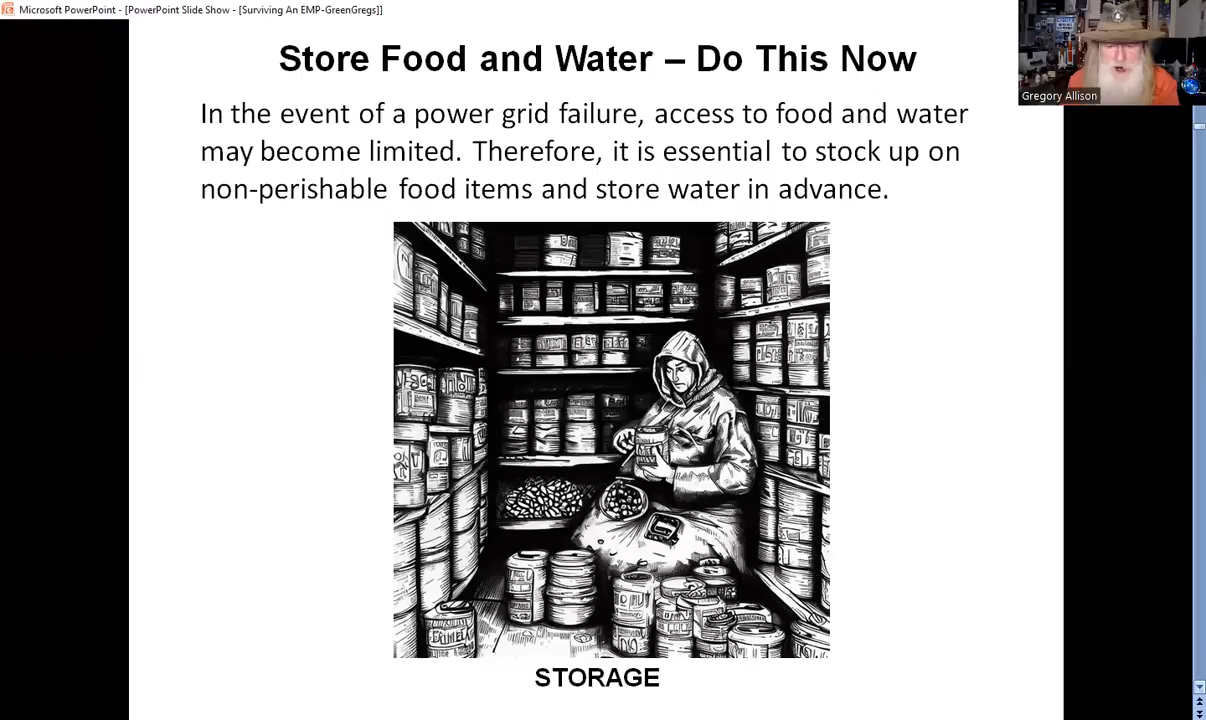 Microsoft PowerPoint - [PowerPoint Slide Show - [Surviving An EMP-GreenGregs]]
Store Food and Water – Do This Now
Gregory Allison
In the event of a power grid failure, access to food and water
may become limited. Therefore, it is essential to stock up on
non-perishable food items and store water in advance.
STORAGE